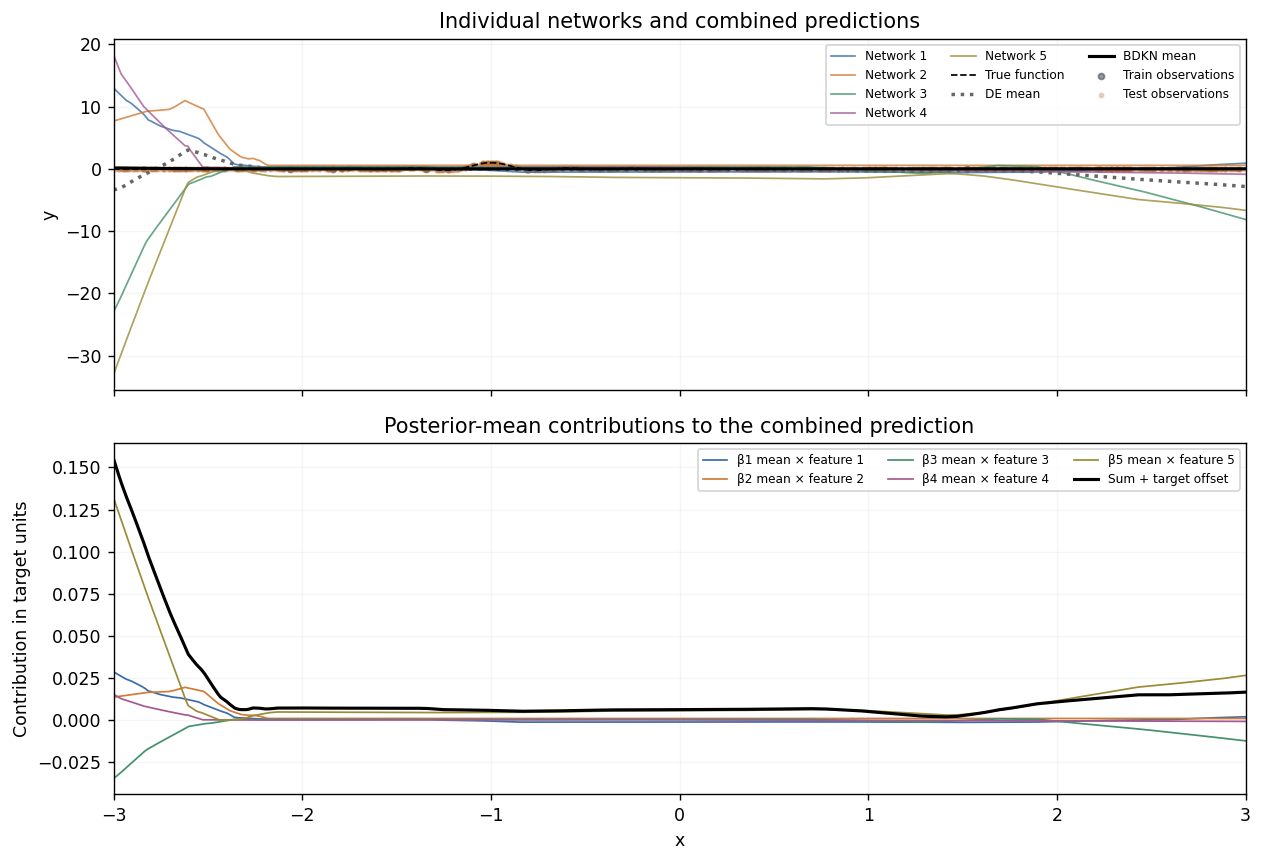 Individual networks and combined predictions
20
10
0
−10
−20
−30
y
Network 1
Network 2
Network 3
Network 4
Network 5
True function
DE mean
BDKN mean
Train observations
Test observations
Posterior-mean contributions to the combined prediction
0.150
0.125
0.100
0.075
0.050
0.025
0.000
−0.025
Contribution in target units
β1 mean × feature 1
β2 mean × feature 2
β3 mean × feature 3
β4 mean × feature 4
β5 mean × feature 5
Sum + target offset
−3 −2 −1 0 1 2 3
x